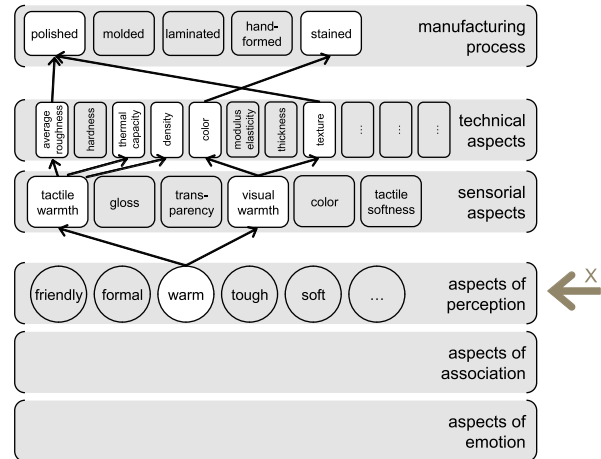 polished
molded
laminated
hand-
formed
stained
manufacturing
process
average
roughness
hardness
thermal
capacity
density
color
modulus
elasticity
thickness
texture
...
...
...
technical
aspects
tactile
warmth
gloss
trans-
parency
visual
warmth
color
tactile
softness
sensorial
aspects
friendly
formal
warm
tough
soft
...
aspects of
perception
X
aspects of
association
aspects of
emotion